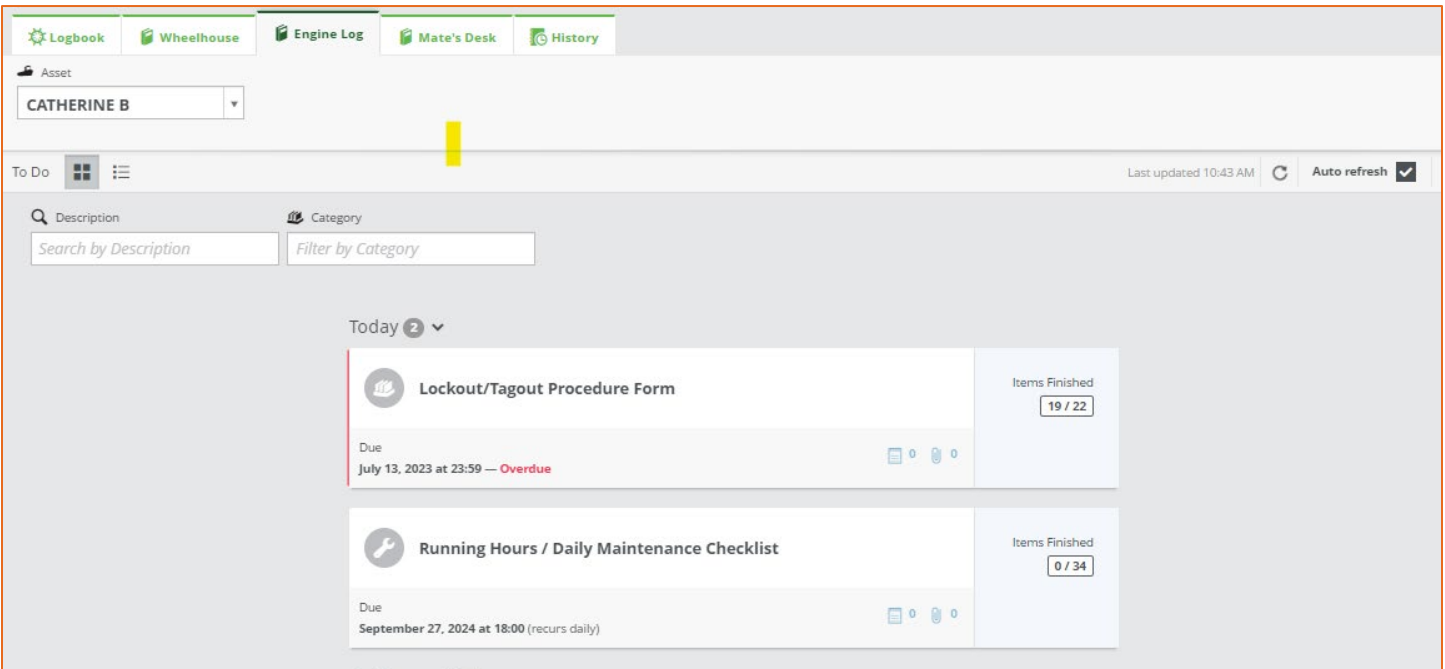 Logbook Wheelhouse Engine Log Mate's Desk History
Asset
CATHERINE B
To Do Last updated 10:43 AM Auto refresh
Description Category
Search by Description Filter by Category
Today 2
Lockout/Tagout Procedure Form
Items Finished
19 / 22
Due
July 13, 2023 at 23:59 — Overdue
0 0
Running Hours / Daily Maintenance Checklist
Items Finished
0 / 34
Due
September 27, 2024 at 18:00 (recurs daily)
0 0